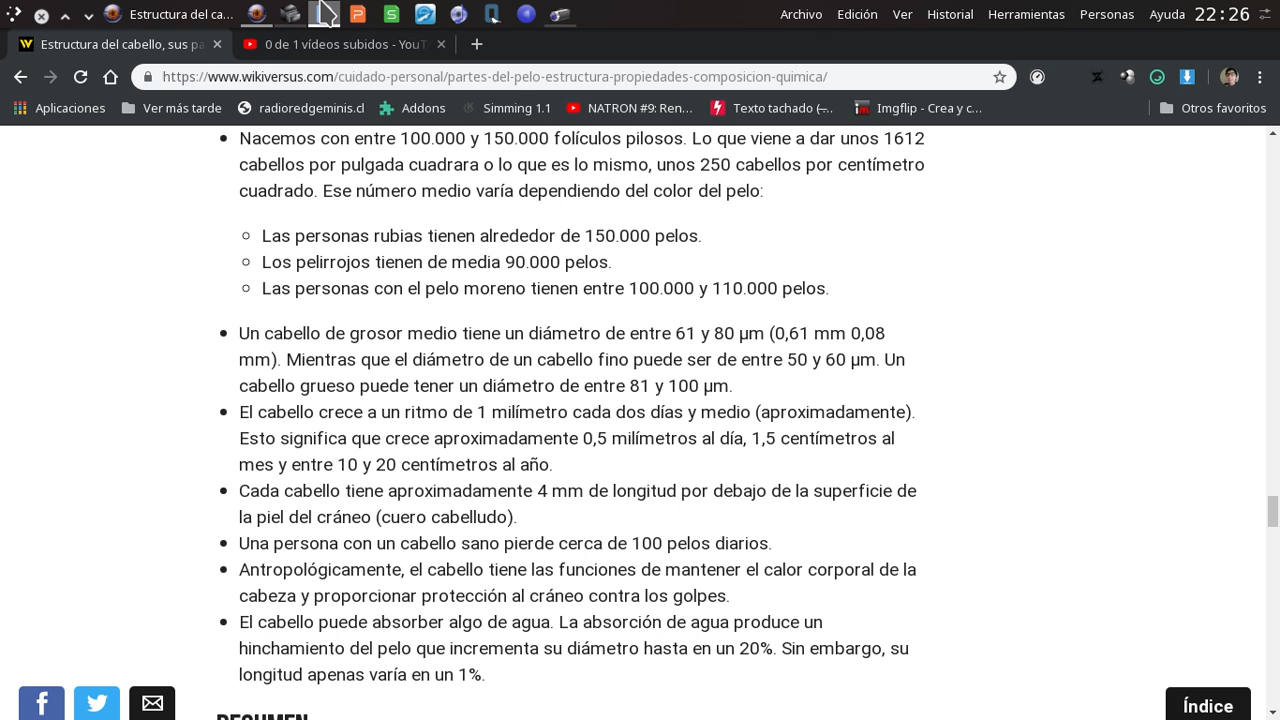 Estructura del ca...
Archivo Edición Ver Historial Herramientas Personas Ayuda 22:26
Estructura del cabello, sus pa
0 de 1 vídeos subidos - YouT
https://www.wikiversus.com/cuidado-personal/partes-del-pelo-estructura-propiedades-composicion-quimica/
Aplicaciones Ver más tarde radioredgeminis.cl Addons Simming 1.1 NATRON #9: Ren... Texto tachado (... Imgflip - Crea y c... Otros favoritos
Nacemos con entre 100.000 y 150.000 folículos pilosos. Lo que viene a dar unos 1612
cabellos por pulgada cuadrara o lo que es lo mismo, unos 250 cabellos por centímetro
cuadrado. Ese número medio varía dependiendo del color del pelo:
Las personas rubias tienen alrededor de 150.000 pelos.
Los pelirrojos tienen de media 90.000 pelos.
Las personas con el pelo moreno tienen entre 100.000 y 110.000 pelos.
Un cabello de grosor medio tiene un diámetro de entre 61 y 80 μm (0,61 mm 0,08
mm). Mientras que el diámetro de un cabello fino puede ser de entre 50 y 60 μm. Un
cabello grueso puede tener un diámetro de entre 81 y 100 μm.
El cabello crece a un ritmo de 1 milímetro cada dos días y medio (aproximadamente).
Esto significa que crece aproximadamente 0,5 milímetros al día, 1,5 centímetros al
mes y entre 10 y 20 centímetros al año.
Cada cabello tiene aproximadamente 4 mm de longitud por debajo de la superficie de
la piel del cráneo (cuero cabelludo).
Una persona con un cabello sano pierde cerca de 100 pelos diarios.
Antropológicamente, el cabello tiene las funciones de mantener el calor corporal de la
cabeza y proporcionar protección al cráneo contra los golpes.
El cabello puede absorber algo de agua. La absorción de agua produce un
hinchamiento del pelo que incrementa su diámetro hasta en un 20%. Sin embargo, su
longitud apenas varía en un 1%.
Índice
RESUMEN